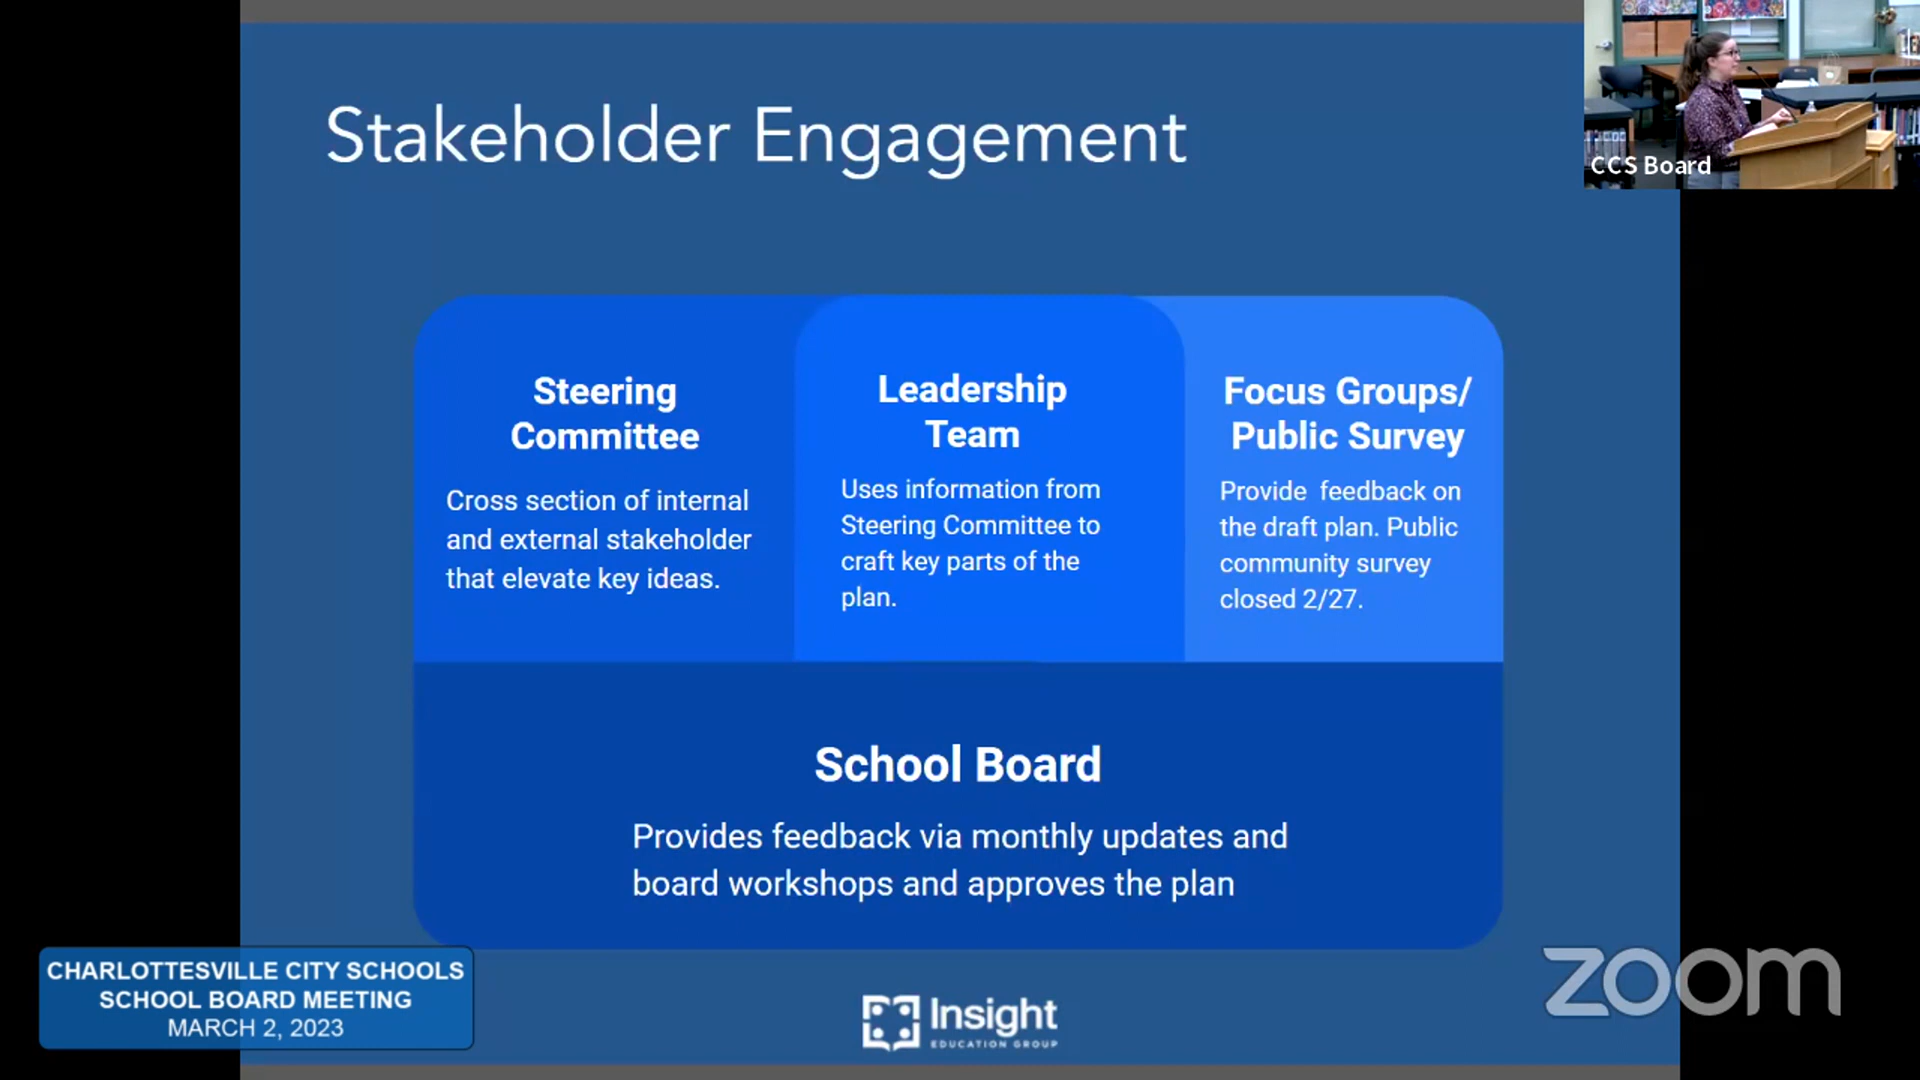 Stakeholder Engagement
CCS Board
Steering
Committee
Cross section of internal
and external stakeholder
that elevate key ideas.
Leadership
Team
Uses information from
Steering Committee to
craft key parts of the
plan.
Focus Groups/
Public Survey
Provide feedback on
the draft plan. Public
community survey
closed 2/27.
School Board
Provides feedback via monthly updates and
board workshops and approves the plan
CHARLOTTESVILLE CITY SCHOOLS
SCHOOL BOARD MEETING
MARCH 2, 2023
Insight
EDUCATION GROUP
zoom